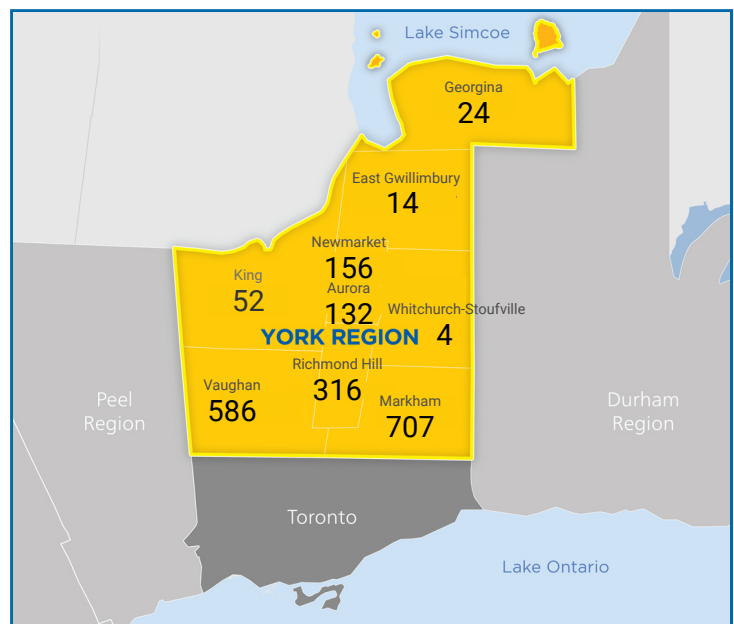 Lake Simcoe
Georgina
24
East Gwillimbury
14
Newmarket
156
King
52
Aurora
132
Whitchurch-Stoufville
4
YORK REGION
Richmond Hill
316
Vaughan
586
Markham
707
Peel
Region
Durham
Region
Toronto
Lake Ontario